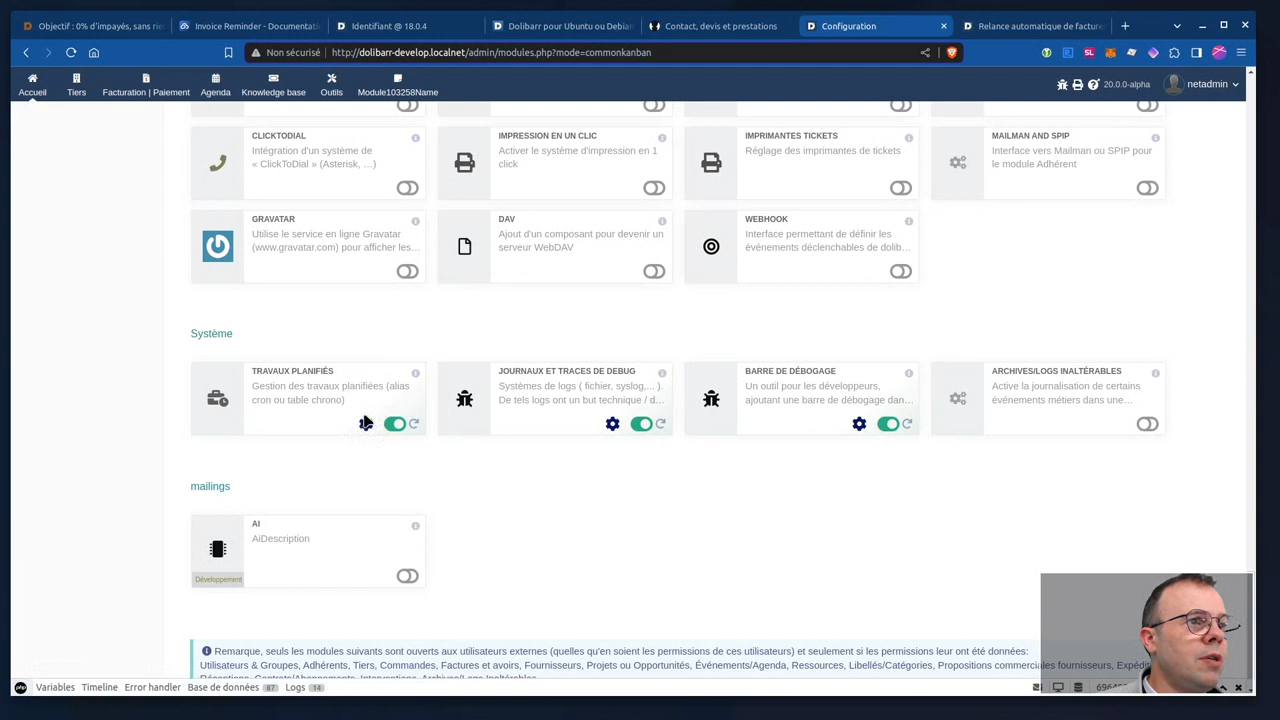 Objectif : 0% d'impayés, sans ries
Invoice Reminder - Documentati
Identifiant @ 18.0.4
Dolibarr pour Ubuntu ou Debian
Contact, devis et prestations
Configuration
Relance automatique de facture
Non sécurisé
http://dolibarr-develop.localnet/admin/modules.php?mode=commonkanban
Accueil
Tiers
Facturation | Paiement
Agenda
Knowledge base
Outils
Module103258Name
20.0.0-alpha
netadmin
CLICKTODIAL
Intégration d'un système de
« ClickToDial » (Asterisk, …)
IMPRESSION EN UN CLIC
Activer le système d'impression en 1
click
IMPRIMANTES TICKETS
Réglage des imprimantes de tickets
MAILMAN AND SPIP
Interface vers Mailman ou SPIP pour
le module Adhérent
GRAVATAR
Utilise le service en ligne Gravatar
(www.gravatar.com) pour afficher les…
DAV
Ajout d'un composant pour devenir un
serveur WebDAV
WEBHOOK
Interface permettant de définir les
événements déclenchables de dolib…
Système
TRAVAUX PLANIFIÉS
Gestion des travaux planifiées (alias
cron ou table chrono)
JOURNAUX ET TRACES DE DEBUG
Systèmes de logs ( fichier, syslog,... ).
De tels logs ont un but technique / d…
BARRE DE DÉBOGAGE
Un outil pour les développeurs,
ajoutant une barre de débogage dan…
ARCHIVES/LOGS INALTÉRABLES
Active la journalisation de certains
événements métiers dans une…
mailings
AI
AiDescription
Développement
Remarque, seuls les modules suivants sont ouverts aux utilisateurs externes (quelles qu'en soient les permissions de ces utilisateurs) et seulement si les permissions leur ont été données:
Utilisateurs & Groupes, Adhérents, Tiers, Commandes, Factures et avoirs, Fournisseurs, Projets ou Opportunités, Événements/Agenda, Ressources, Libellés/Catégories, Propositions commerciales fournisseurs, Expédi
php
Variables
Timeline
Error handler
Base de données 87
Logs 14